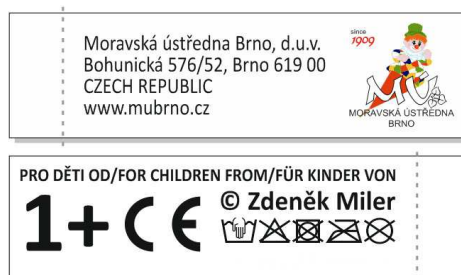 Moravská ústředna Brno, d.u.v.
Bohunická 576/52, Brno 619 00
CZECH REPUBLIC
www.mubrno.cz
since
1909
MU
MORAVSKÁ ÚSTŘEDNA
BRNO
PRO DĚTI OD/FOR CHILDREN FROM/FÜR KINDER VON
1+ CE © Zdeněk Miler